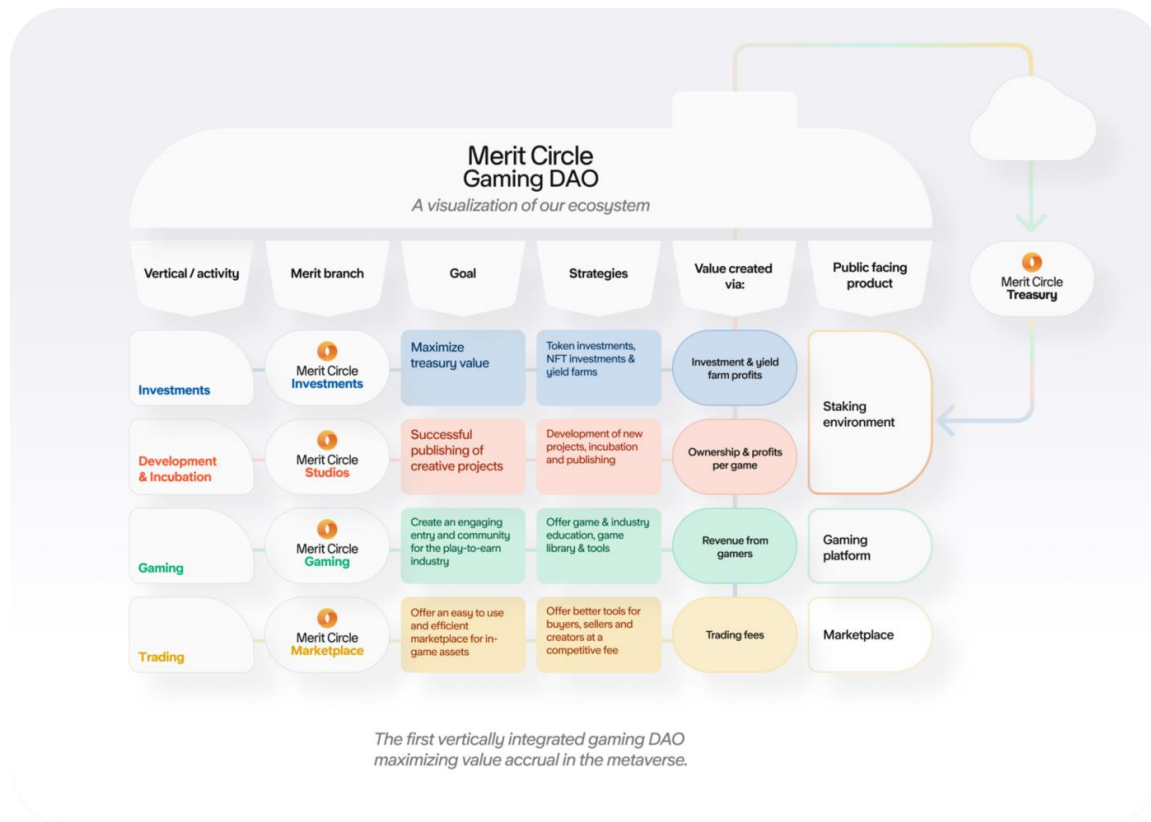 Merit Circle
Gaming DAO
A visualization of our ecosystem
Vertical / activity
Merit branch
Goal
Strategies
Value created
via:
Public facing
product
Merit Circle
Treasury
Investments
Merit Circle
Investments
Maximize
treasury value
Token investments,
NFT investments &
yield farms
Investment & yield
farm profits
Staking
environment
Development
& Incubation
Merit Circle
Studios
Successful
publishing of
creative projects
Development of new
projects, incubation
and publishing
Ownership & profits
per game
Gaming
Merit Circle
Gaming
Create an engaging
entry and community
for the play-to-earn
industry
Offer game & industry
education, game
library & tools
Revenue from
gamers
Gaming
platform
Trading
Merit Circle
Marketplace
Offer an easy to use
and efficient
marketplace for in-
game assets
Offer better tools for
buyers, sellers and
creators at a
competitive fee
Trading fees
Marketplace
The first vertically integrated gaming DAO
maximizing value accrual in the metaverse.